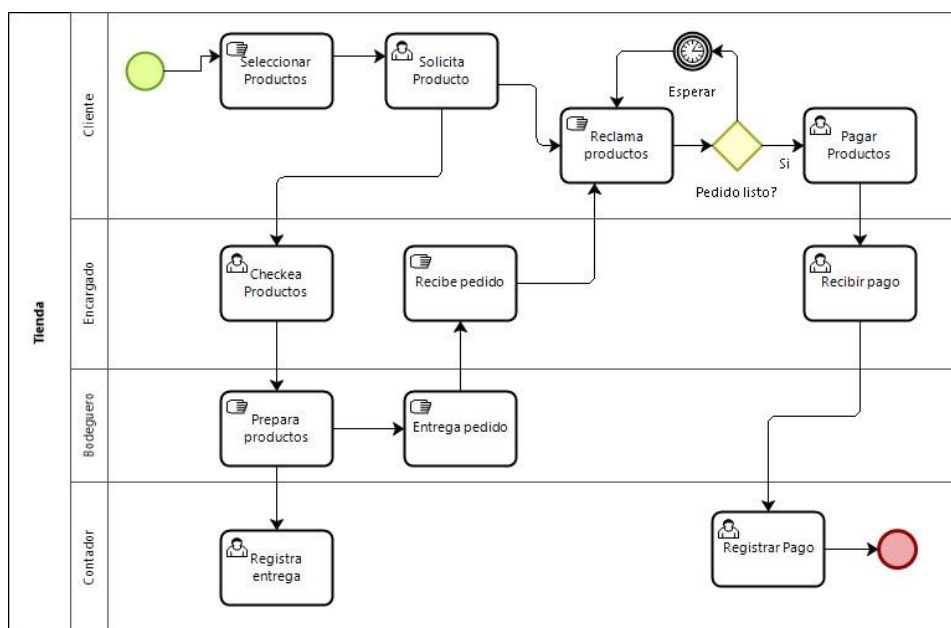 Tienda
Cliente
Seleccionar
Productos
Solicita
Producto
Reclama
productos
Esperar
Pedido listo?
Si
Pagar
Productos
Encargado
Checkea
Productos
Recibe pedido
Recibir pago
Bodeguero
Prepara
productos
Entrega pedido
Contador
Registra
entrega
Registrar Pago